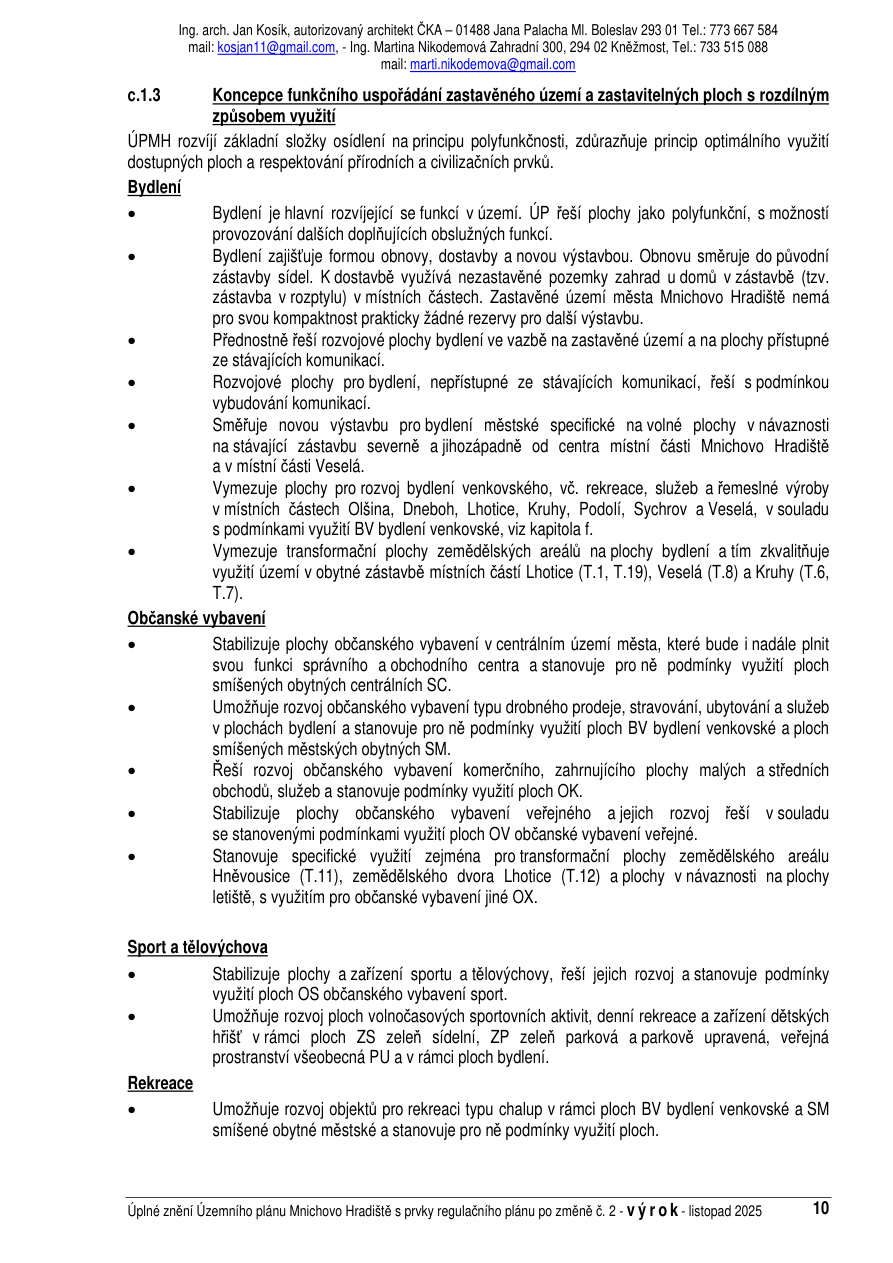 Ing. arch. Jan Kosík, autorizovaný architekt ČKA – 01488 Jana Palacha Ml. Boleslav 293 01 Tel.: 773 667 584
mail: kosjan11@gmail.com, - Ing. Martina Nikodemová Zahradní 300, 294 02 Kněžmost, Tel.: 733 515 088
mail: marti.nikodemova@gmail.com
c.1.3 Koncepce funkčního uspořádání zastavěného území a zastavitelných ploch s rozdílným
způsobem využití
ÚPMH rozvíjí základní složky osídlení na principu polyfunkčnosti, zdůrazňuje princip optimálního využití
dostupných ploch a respektování přírodních a civilizačních prvků.
Bydlení
• Bydlení je hlavní rozvíjející se funkcí v území. ÚP řeší plochy jako polyfunkční, s možností
provozování dalších doplňujících obslužných funkcí.
• Bydlení zajišťuje formou obnovy, dostavby a novou výstavbou. Obnovu směruje do původní
zástavby sídel. K dostavbě využívá nezastavěné pozemky zahrad u domů v zástavbě (tzv.
zástavba v rozptylu) v místních částech. Zastavěné území města Mnichovo Hradiště nemá
pro svou kompaktnost prakticky žádné rezervy pro další výstavbu.
• Přednostně řeší rozvojové plochy bydlení ve vazbě na zastavěné území a na plochy přístupné
ze stávajících komunikací.
• Rozvojové plochy pro bydlení, nepřístupné ze stávajících komunikací, řeší s podmínkou
vybudování komunikací.
• Směřuje novou výstavbu pro bydlení městské specifické na volné plochy v návaznosti
na stávající zástavbu severně a jihozápadně od centra místní části Mnichovo Hradiště
a v místní části Veselá.
• Vymezuje plochy pro rozvoj bydlení venkovského, vč. rekreace, služeb a řemeslné výroby
v místních částech Olšina, Dneboh, Lhotice, Kruhy, Podolí, Sychrov a Veselá, v souladu
s podmínkami využití BV bydlení venkovské, viz kapitola f.
• Vymezuje transformační plochy zemědělských areálů na plochy bydlení a tím zkvalitňuje
využití území v obytné zástavbě místních částí Lhotice (T.1, T.19), Veselá (T.8) a Kruhy (T.6,
T.7).
Občanské vybavení
• Stabilizuje plochy občanského vybavení v centrálním území města, které bude i nadále plnit
svou funkci správního a obchodního centra a stanovuje pro ně podmínky využití ploch
smíšených obytných centrálních SC.
• Umožňuje rozvoj občanského vybavení typu drobného prodeje, stravování, ubytování a služeb
v plochách bydlení a stanovuje pro ně podmínky využití ploch BV bydlení venkovské a ploch
smíšených městských obytných SM.
• Řeší rozvoj občanského vybavení komerčního, zahrnujícího plochy malých a středních
obchodů, služeb a stanovuje podmínky využití ploch OK.
• Stabilizuje plochy občanského vybavení veřejného a jejich rozvoj řeší v souladu
se stanovenými podmínkami využití ploch OV občanské vybavení veřejné.
• Stanovuje specifické využití zejména pro transformační plochy zemědělského areálu
Hněvousice (T.11), zemědělského dvora Lhotice (T.12) a plochy v návaznosti na plochy
letiště, s využitím pro občanské vybavení jiné OX.
Sport a tělovýchova
• Stabilizuje plochy a zařízení sportu a tělovýchovy, řeší jejich rozvoj a stanovuje podmínky
využití ploch OS občanského vybavení sport.
• Umožňuje rozvoj ploch volnočasových sportovních aktivit, denní rekreace a zařízení dětských
hřišť v rámci ploch ZS zeleň sídelní, ZP zeleň parková a parkově upravená, veřejná
prostranství všeobecná PU a v rámci ploch bydlení.
Rekreace
• Umožňuje rozvoj objektů pro rekreaci typu chalup v rámci ploch BV bydlení venkovské a SM
smíšené obytné městské a stanovuje pro ně podmínky využití ploch.
Úplné znění Územního plánu Mnichovo Hradiště s prvky regulačního plánu po změně č. 2 - v ý r o k - listopad 2025 10